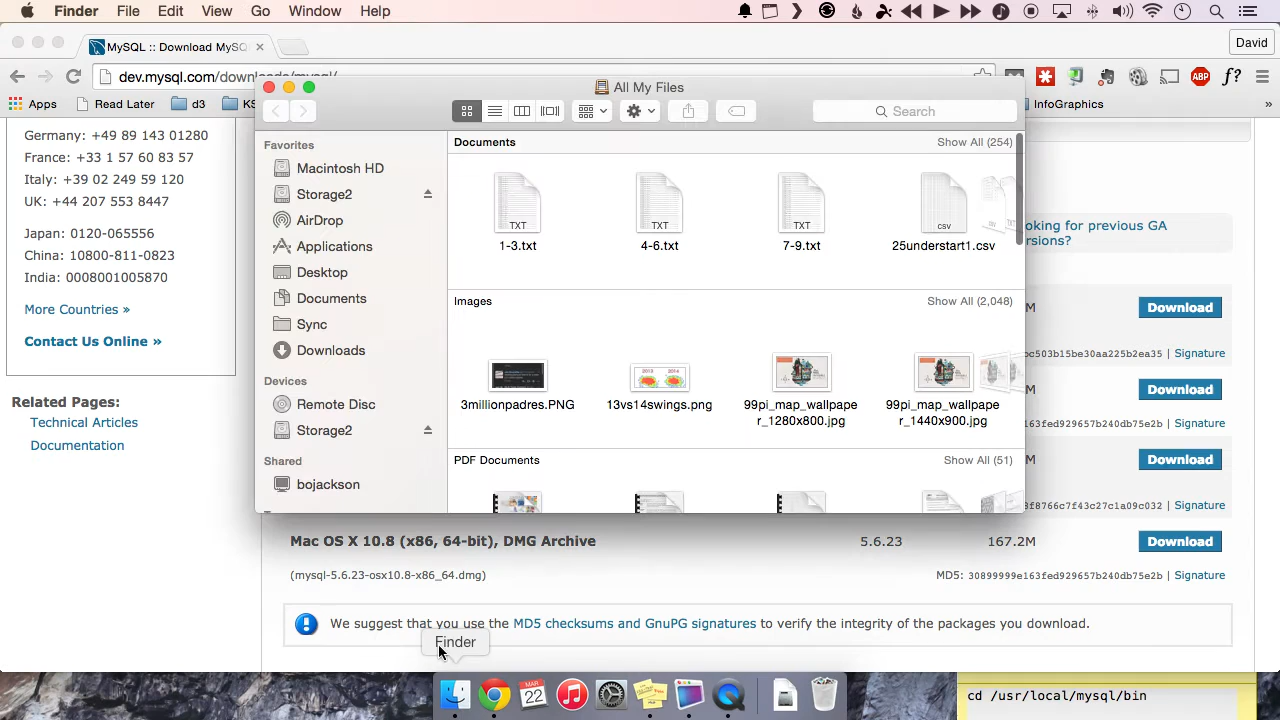 Finder File Edit View Go Window Help
MySQL :: Download MySQ
David
dev.mysql.com/downloads/mysql/
ABP
f?
Apps Read Later d3 InfoGraphics »
All My Files
Search
Germany: +49 89 143 01280
France: +33 1 57 60 83 57
Italy: +39 02 249 59 120
UK: +44 207 553 8447
Japan: 0120-065556
China: 10800-811-0823
India: 0008001005870
More Countries »
Contact Us Online »
Related Pages:
Technical Articles
Documentation
Favorites
Macintosh HD
Storage2
AirDrop
Applications
Desktop
Documents
Sync
Downloads
Devices
Remote Disc
Storage2
Shared
bojackson
Documents Show All (254)
TXT TXT TXT csv
1-3.txt 4-6.txt 7-9.txt 25understart1.csv
Images Show All (2,048)
3millionpadres.PNG 13vs14swings.png 99pi_map_wallpape 99pi_map_wallpape
r_1280x800.jpg r_1440x900.jpg
PDF Documents Show All (51)
ooking for previous GA
rsions?
M Download
c503b15be30aa225b2ea35 | Signature
Download
163fed929657b240db75e2b | Signature
M Download
3f8766c7f43c27c1a09c032 | Signature
Mac OS X 10.8 (x86, 64-bit), DMG Archive 5.6.23 167.2M Download
(mysql-5.6.23-osx10.8-x86_64.dmg) MD5: 30899999e163fed929657b240db75e2b | Signature
We suggest that you use the MD5 checksums and GnuPG signatures to verify the integrity of the packages you download.
Finder
MAR
22
cd /usr/local/mysql/bin